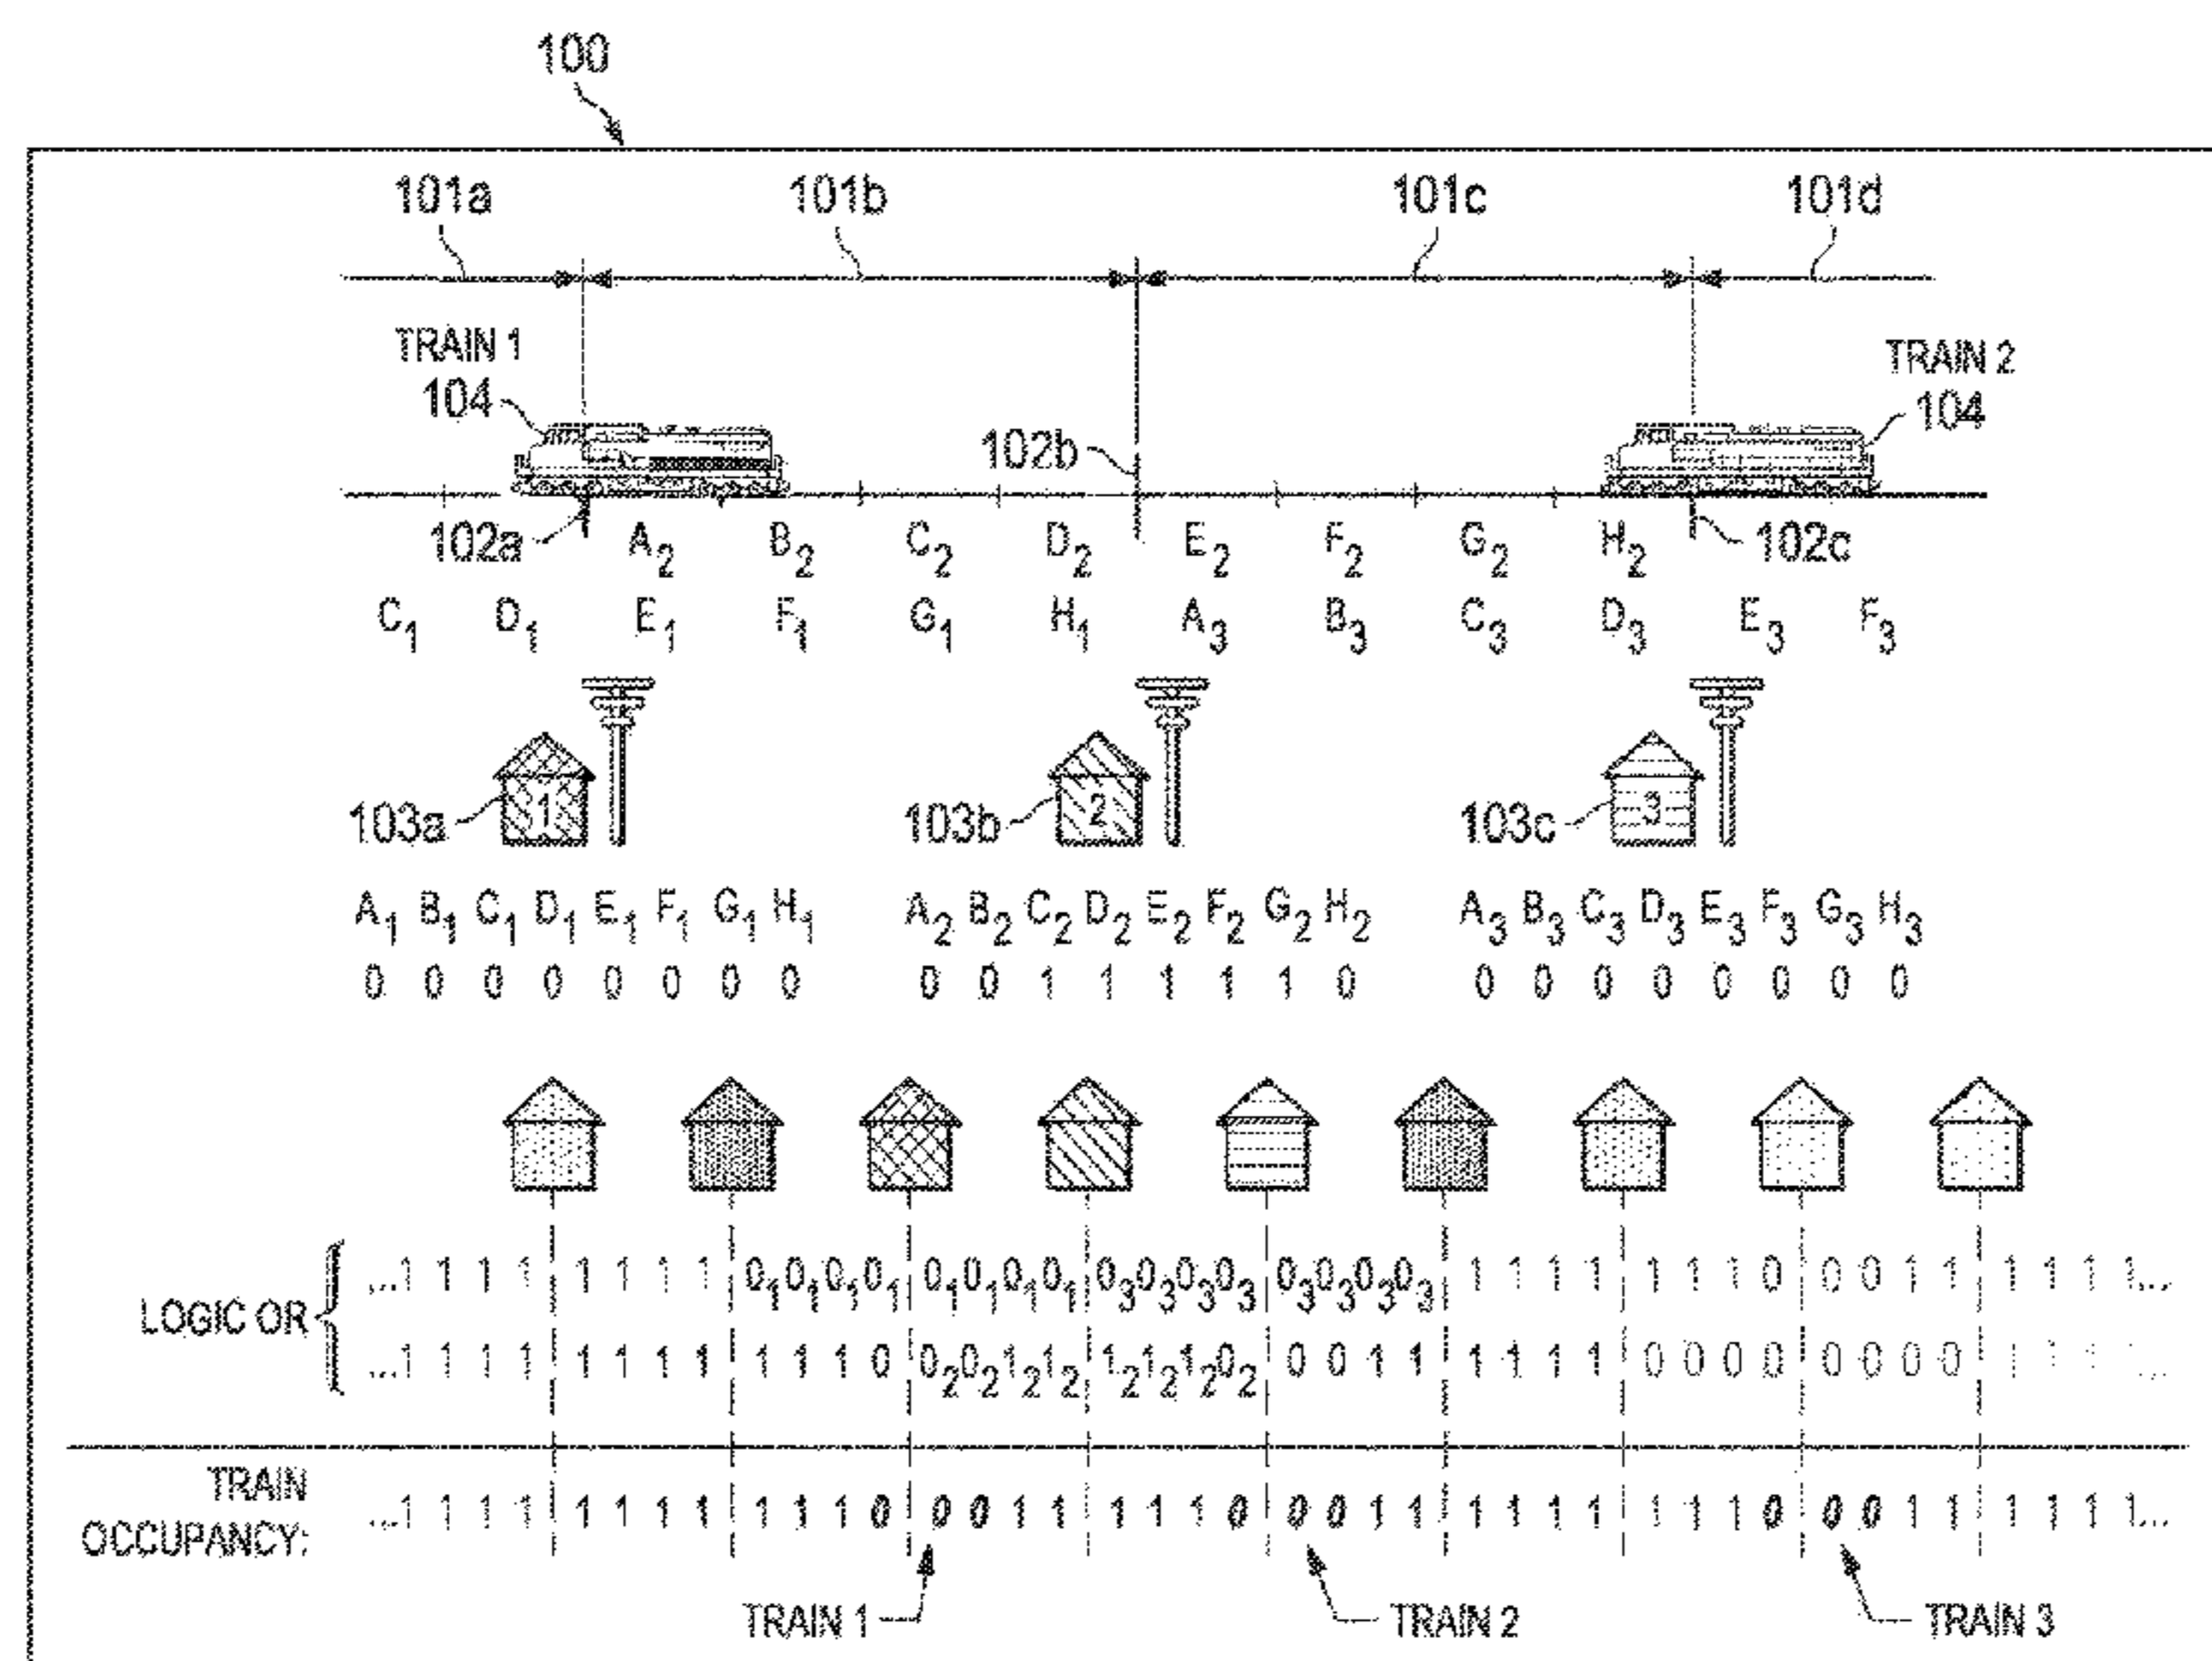 100
101a 101b 101c 101d
TRAIN 1 TRAIN 2
104 104
102b
102a A2 B2 C2 D2 E2 F2 G2 H2 102c
C1 D1 E1 F1 G1 H1 A3 B3 C3 D3 E3 F3
103a 1 103b 2 103c 3
A1 B1 C1 D1 E1 F1 G1 H1 A2 B2 C2 D2 E2 F2 G2 H2 A3 B3 C3 D3 E3 F3 G3 H3
0 0 0 0 0 0 0 0 0 0 1 1 1 1 1 0 0 0 0 0 0 0 0 0
LOGIC OR
...1 1 1 1 1 1 1 1 01 01 01 01 01 01 01 01 03 03 03 03 03 03 03 03 1 1 1 1 1 1 1 0 0 0 1 1 1 1 1 1...
...1 1 1 1 1 1 1 1 1 1 1 0 02 02 12 12 12 12 12 02 0 0 1 1 1 1 1 1 0 0 0 0 0 0 0 0 1 1 1 1...
TRAIN OCCUPANCY:
...1 1 1 1 1 1 1 1 1 1 1 0 0 0 1 1 1 1 1 0 0 0 1 1 1 1 1 1 1 1 1 0 0 0 1 1 1 1 1 1...
TRAIN 1 TRAIN 2 TRAIN 3